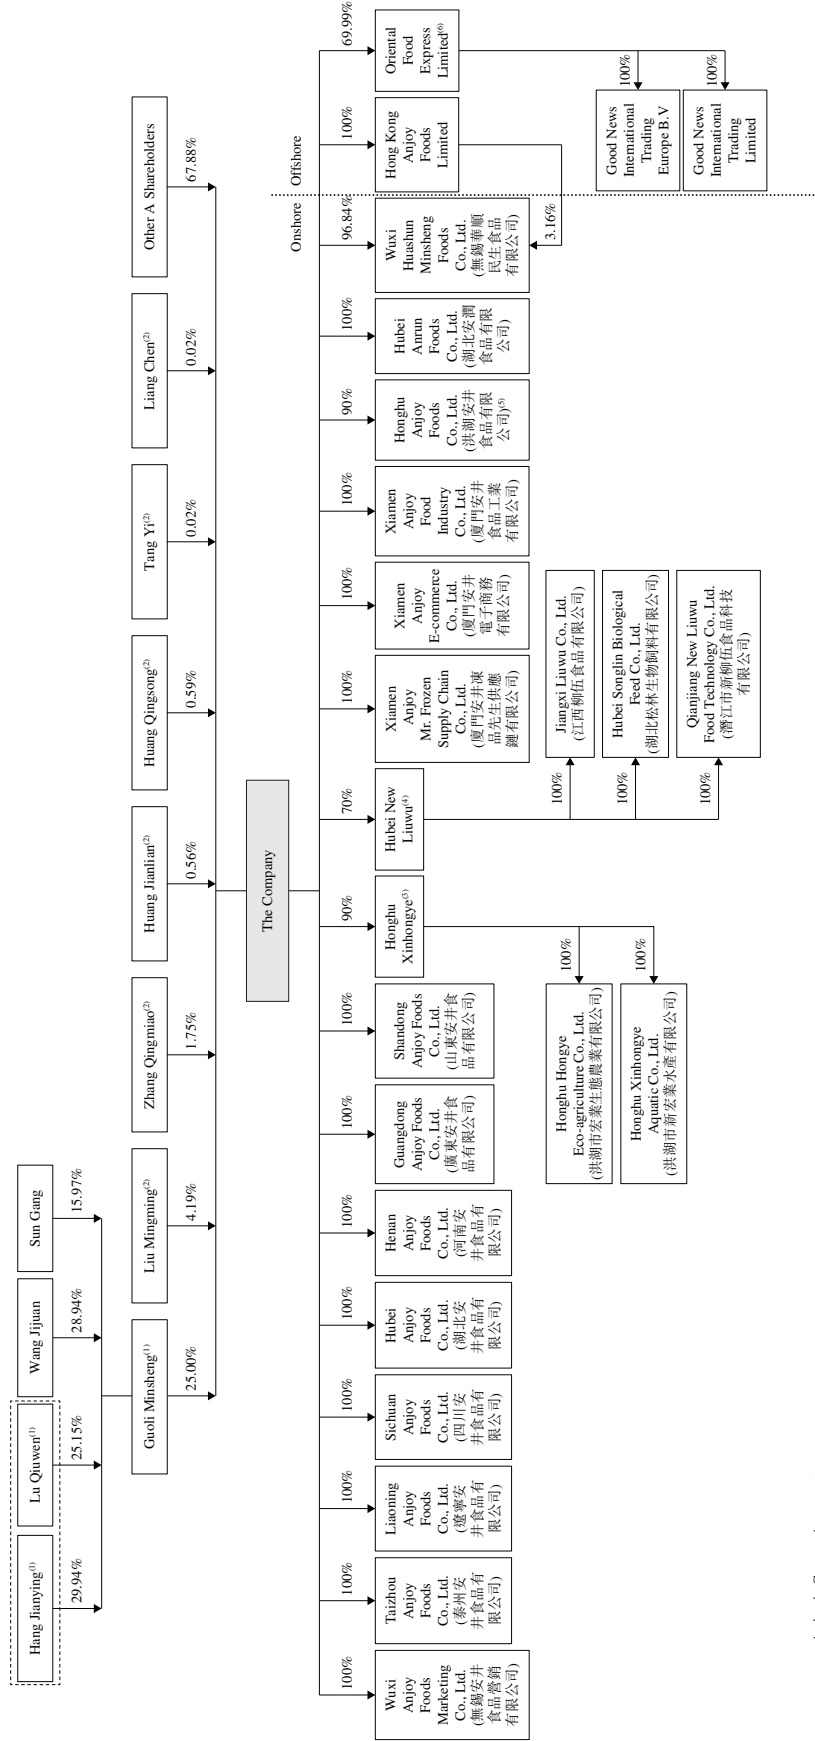 Hang Jianying(1)
Lu Qiuwen(1)
Wang Jijuan
Sun Gang
29.94%
25.15%
28.94%
15.97%
Guoli Minsheng(1)
Liu Mingming(2)
Zhang Qingmiao(2)
Huang Jianlian(2)
Huang Qingsong(2)
Tang Yi(2)
Liang Chen(2)
Other A Shareholders
25.00%
4.19%
1.75%
0.56%
0.59%
0.02%
0.02%
67.88%
The Company
Onshore
Offshore
100%
100%
100%
100%
100%
100%
100%
100%
90%
70%
100%
100%
100%
90%
100%
96.84%
100%
69.99%
Wuxi
Anjoy
Foods
Marketing
Co., Ltd.
(無錫安井
食品營銷
有限公司)
Taizhou
Anjoy
Foods
Co., Ltd.
(泰州安
井食品有
限公司)
Liaoning
Anjoy
Foods
Co., Ltd.
(遼寧安
井食品有
限公司)
Sichuan
Anjoy
Foods
Co., Ltd.
(四川安
井食品有
限公司)
Hubei
Anjoy
Foods
Co., Ltd.
(湖北安
井食品有
限公司)
Henan
Anjoy
Foods
Co., Ltd.
(河南安
井食品有
限公司)
Guangdong
Anjoy Foods
Co., Ltd.
(廣東安井食
品有限公司)
Shandong
Anjoy Foods
Co., Ltd.
(山東安井食
品有限公司)
Honghu
Xinhongye(3)
Hubei New
Liuwu(4)
Xiamen
Anjoy
Mr. Frozen
Supply Chain
Co., Ltd.
(廈門安井凍
品先生供應
鏈有限公司)
Xiamen
Anjoy
E-commerce
Co., Ltd.
(廈門安井
電子商務
有限公司)
Xiamen
Anjoy
Food
Industry
Co., Ltd.
(廈門安井
食品工業
有限公司)
Honghu
Anjoy
Foods
Co., Ltd.
(洪湖安井
食品有限
公司)(5)
Hubei
Anrun
Foods
Co., Ltd.
(湖北安潤
食品有限
公司)
Wuxi
Huashun
Minsheng
Foods
Co., Ltd.
(無錫華順
民生食品
有限公司)
Hong Kong
Anjoy
Foods
Limited
Oriental
Food
Express
Limited(6)
3.16%
100%
100%
Honghu Hongye
Eco-agriculture Co., Ltd.
(洪湖市宏業生態農業有限公司)
Honghu Xinhongye
Aquatic Co., Ltd.
(洪湖市新宏業水產有限公司)
100%
100%
100%
Jiangxi Liuwu Co., Ltd.
(江西柳伍食品有限公司)
Hubei Songlin Biological
Feed Co., Ltd.
(湖北松林生物飼料有限公司)
Qianjiang New Liuwu
Food Technology Co., Ltd.
(潛江市新柳伍食品科技
有限公司)
100%
100%
Good News
International
Trading
Europe B.V
Good News
International
Trading
Limited